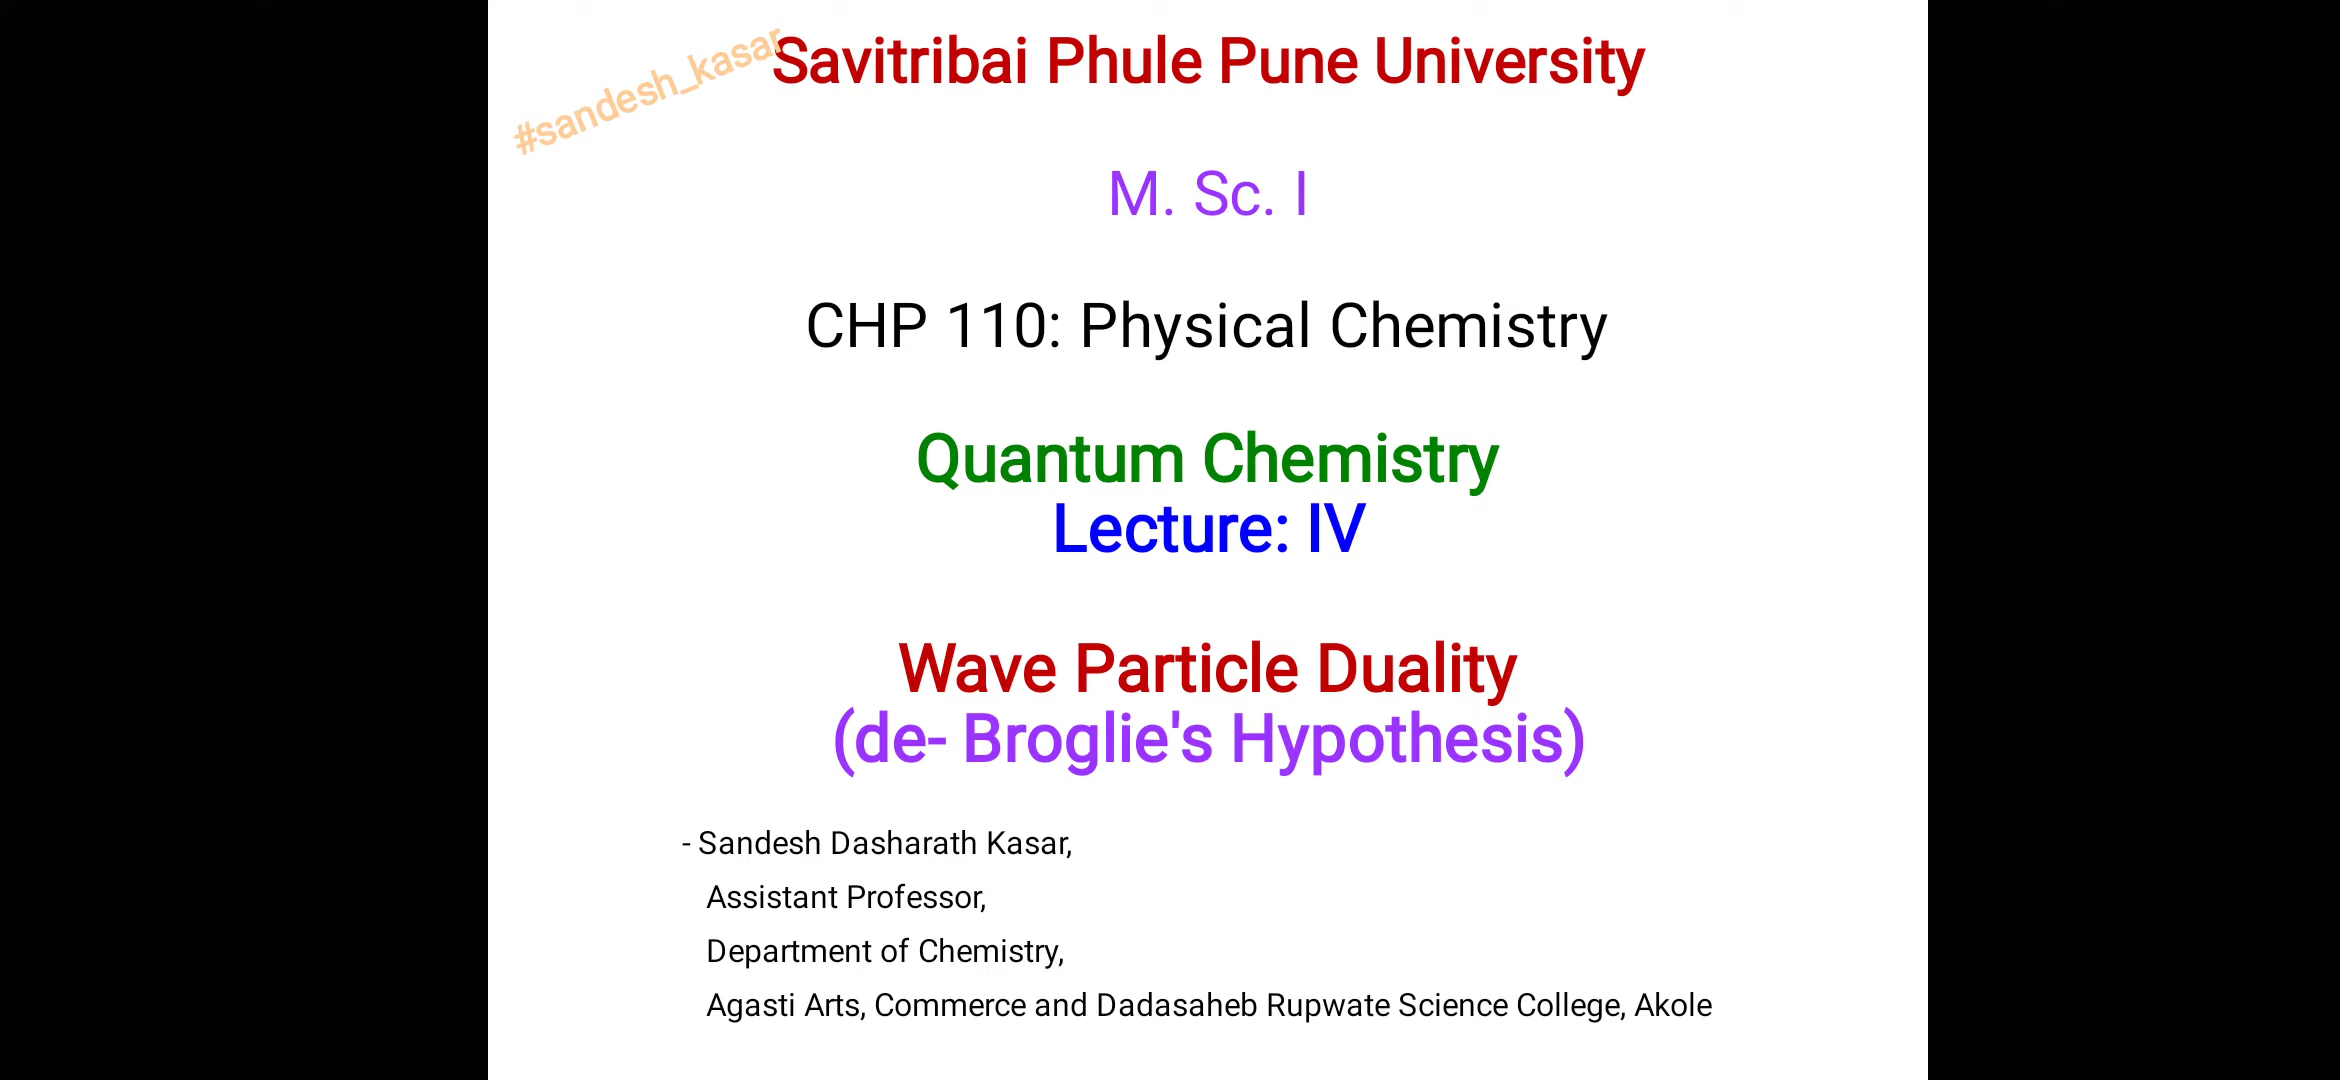 #sandesh_kasar
Savitribai Phule Pune University
M. Sc. I
CHP 110: Physical Chemistry
Quantum Chemistry
Lecture: IV
Wave Particle Duality
(de- Broglie's Hypothesis)
- Sandesh Dasharath Kasar,
Assistant Professor,
Department of Chemistry,
Agasti Arts, Commerce and Dadasaheb Rupwate Science College, Akole